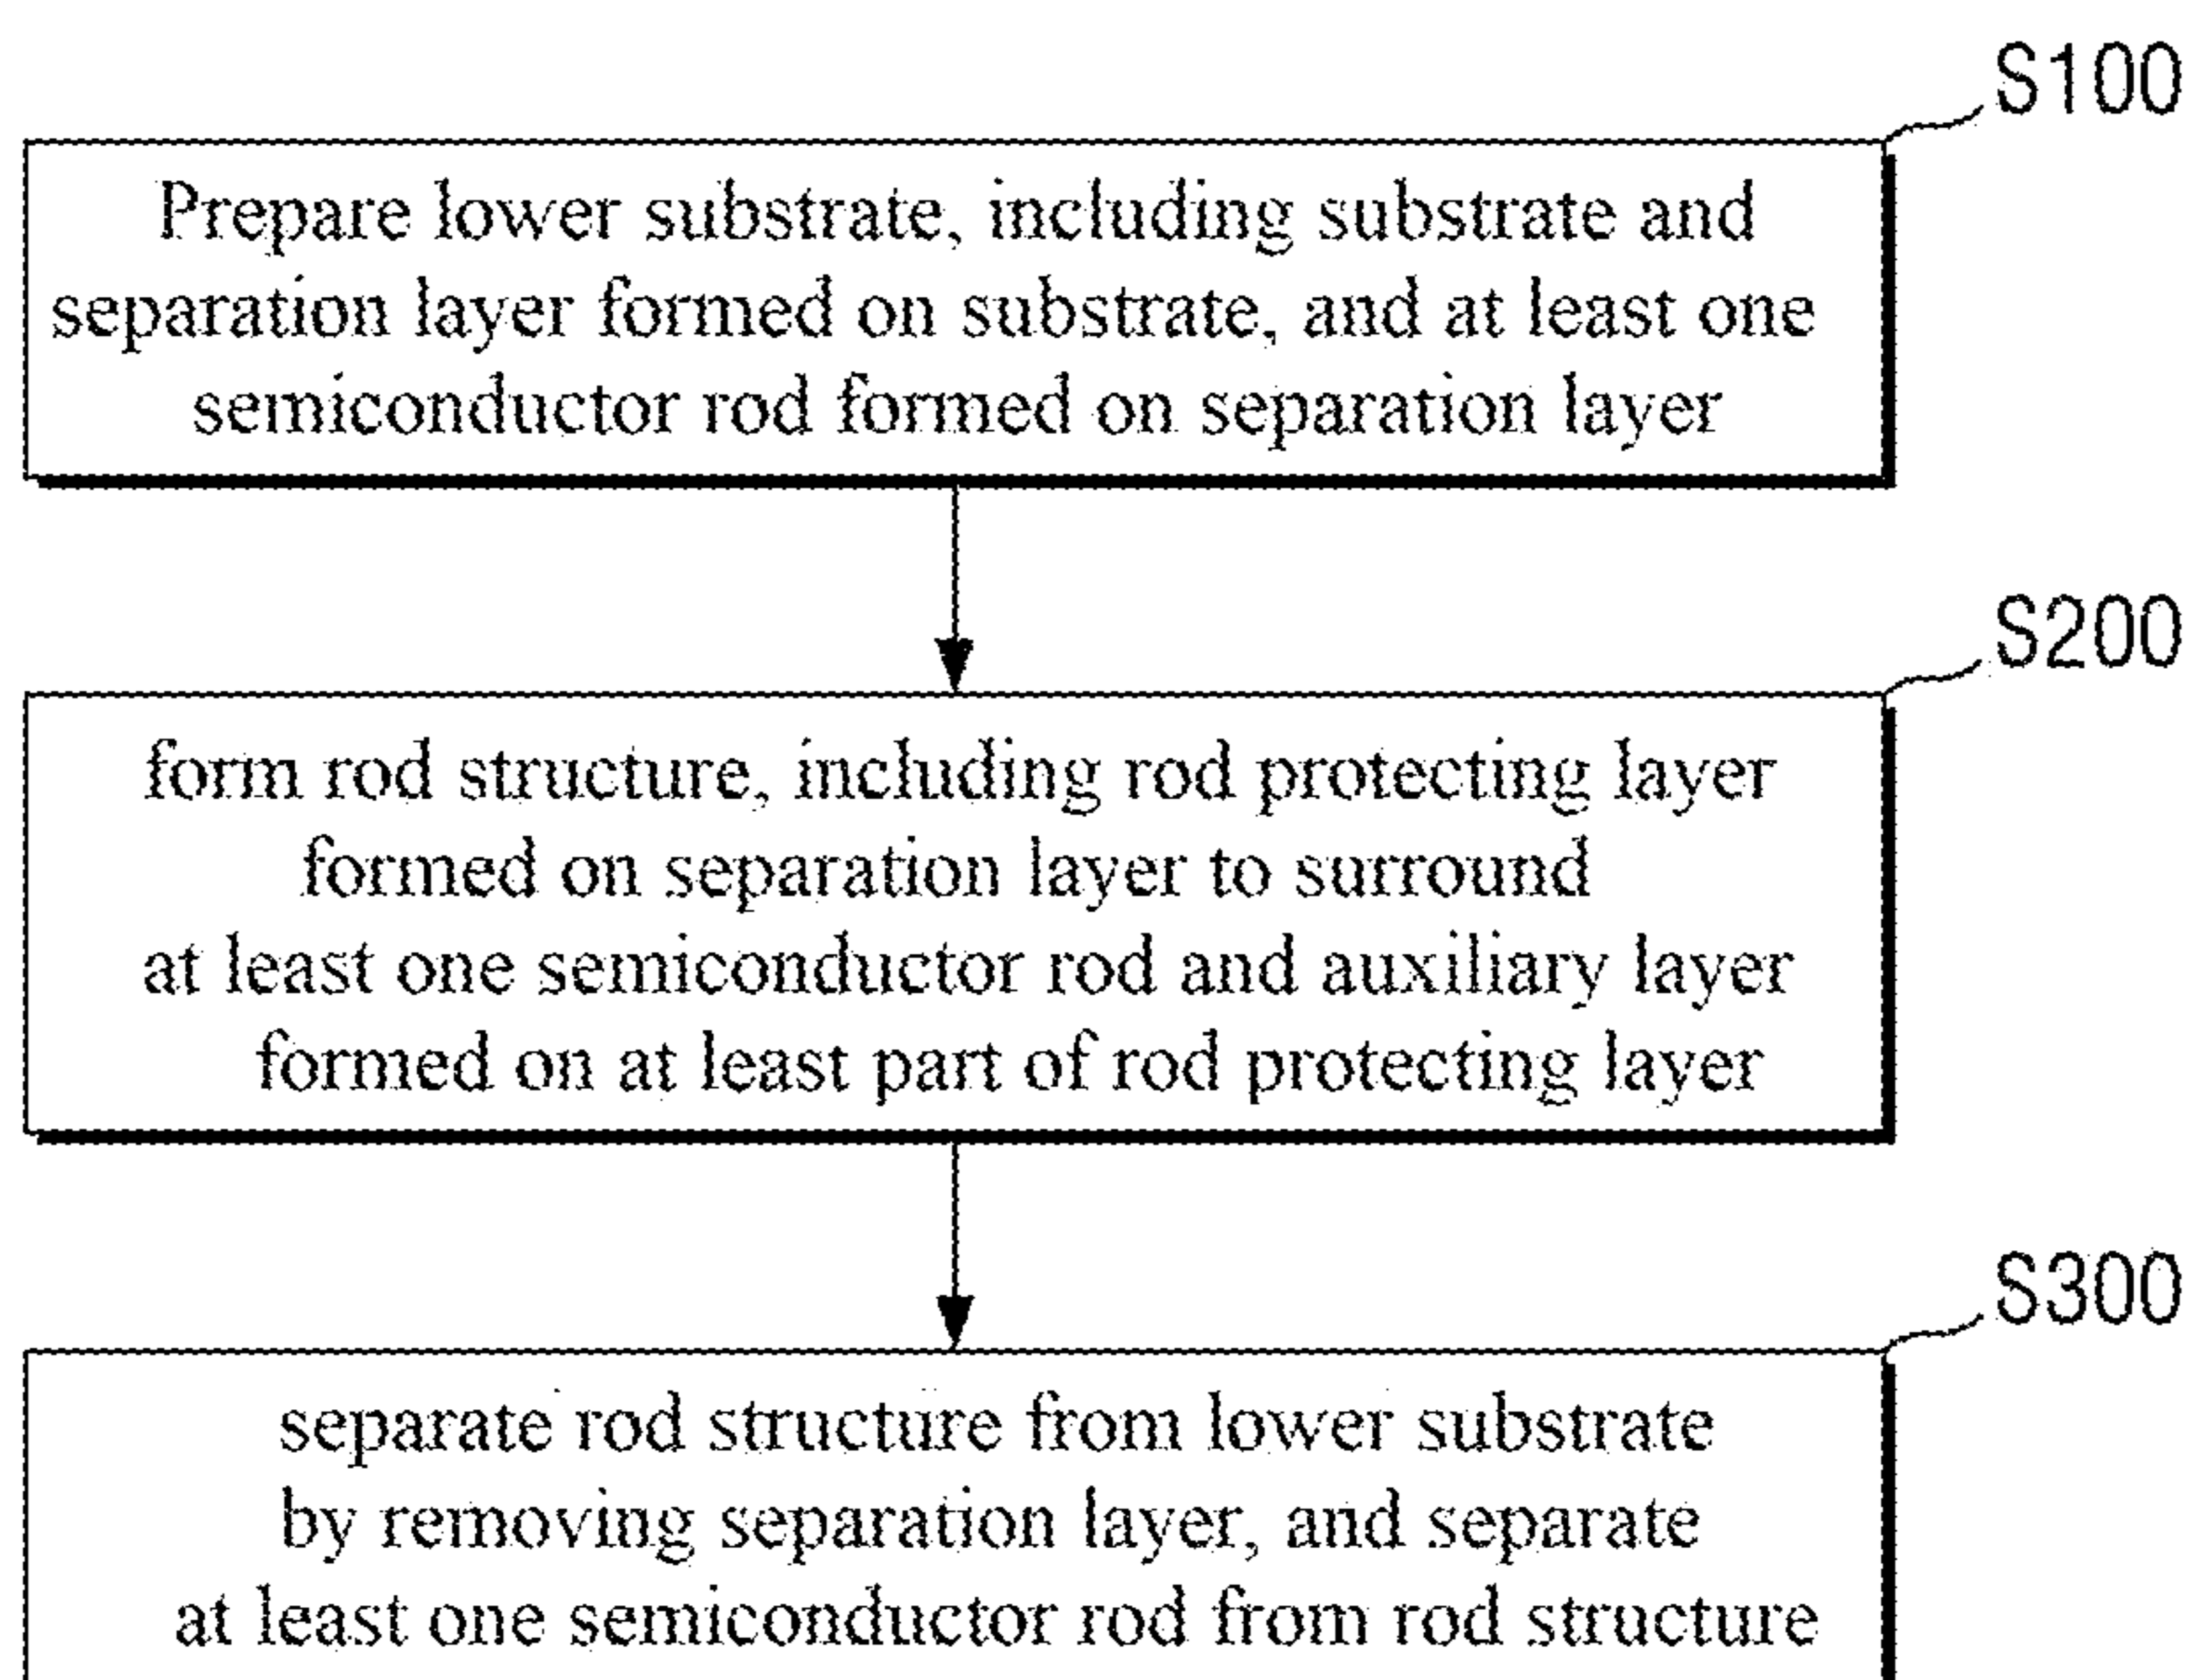 S100
Prepare lower substrate, including substrate and
separation layer formed on substrate, and at least one
semiconductor rod formed on separation layer
S200
form rod structure, including rod protecting layer
formed on separation layer to surround
at least one semiconductor rod and auxiliary layer
formed on at least part of rod protecting layer
S300
separate rod structure from lower substrate
by removing separation layer, and separate
at least one semiconductor rod from rod structure